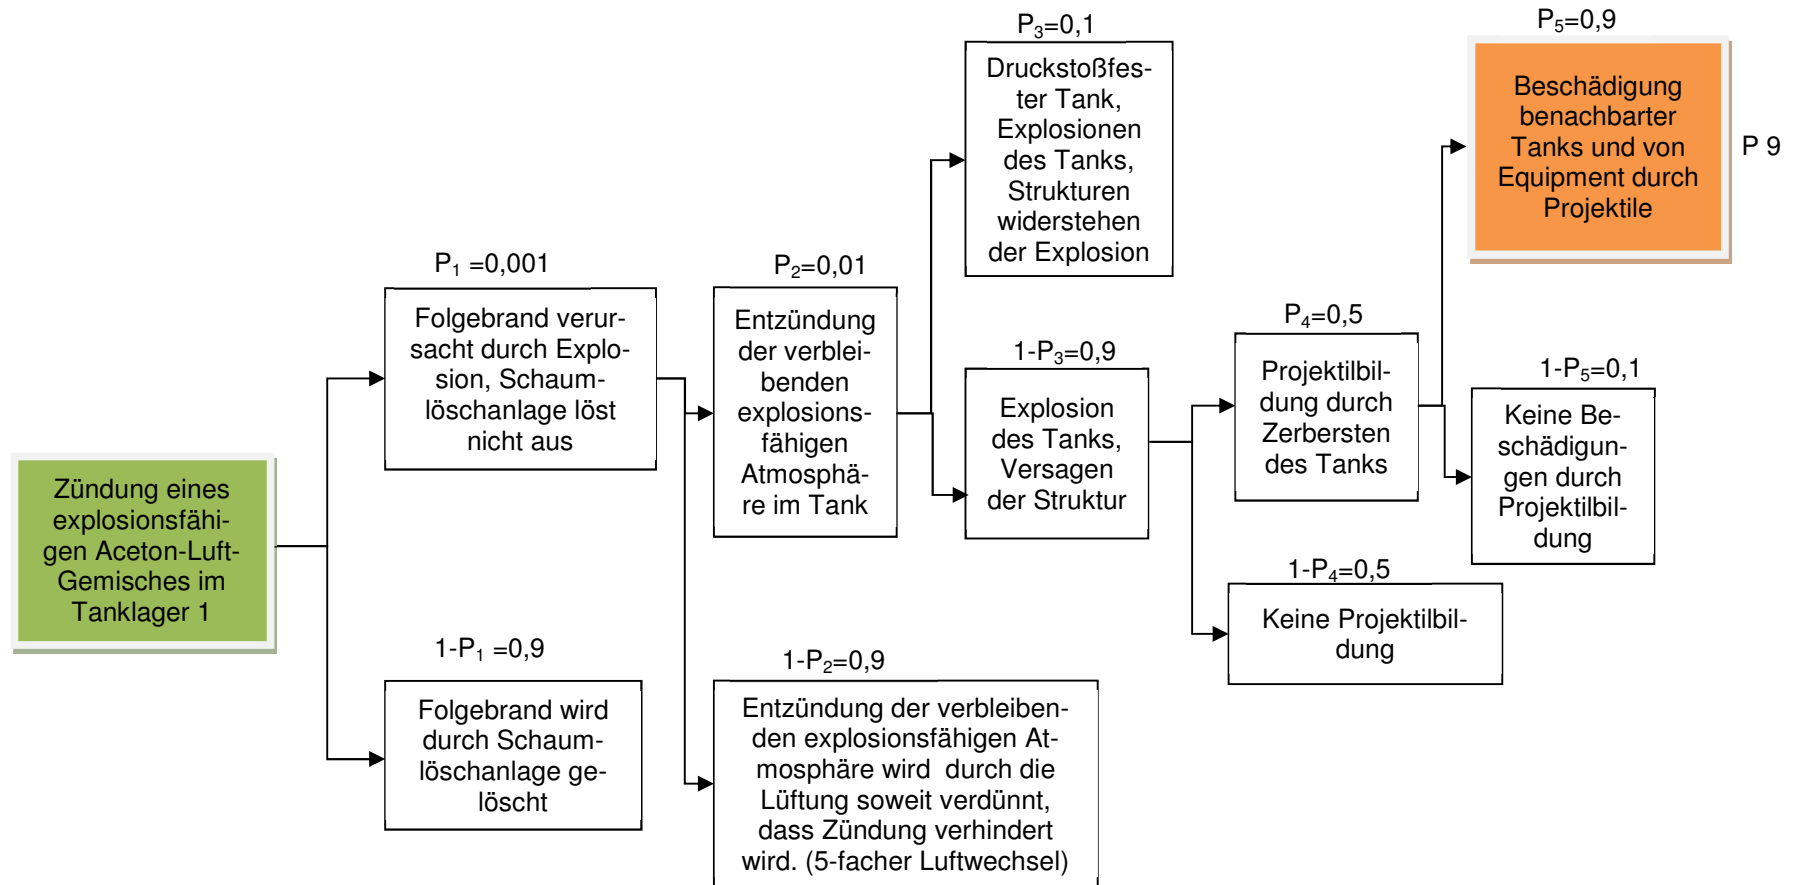 Zündung eines
explosionsfähi-
gen Aceton-Luft-
Gemisches im
Tanklager 1
P₁ =0,001
Folgebrand verur-
sacht durch Explo-
sion, Schaum-
löschanlage löst
nicht aus
1-P₁ =0,9
Folgebrand wird
durch Schaum-
löschanlage ge-
löscht
P₂=0,01
Entzündung
der verblei-
benden
explosions-
fähigen
Atmosphä-
re im Tank
1-P₂=0,9
Entzündung der verbleiben-
den explosionsfähigen At-
mosphäre wird  durch die
Lüftung soweit verdünnt,
dass Zündung verhindert
wird. (5-facher Luftwechsel)
P₃=0,1
Druckstoßfes-
ter Tank,
Explosionen
des Tanks,
Strukturen
widerstehen
der Explosion
1-P₃=0,9
Explosion
des Tanks,
Versagen
der Struktur
P₄=0,5
Projektilbil-
dung durch
Zerbersten
des Tanks
1-P₄=0,5
Keine Projektilbil-
dung
P₅=0,9
Beschädigung
benachbarter
Tanks und von
Equipment durch
Projektile
P 9
1-P₅=0,1
Keine Be-
schädigun-
gen durch
Projektilbil-
dung